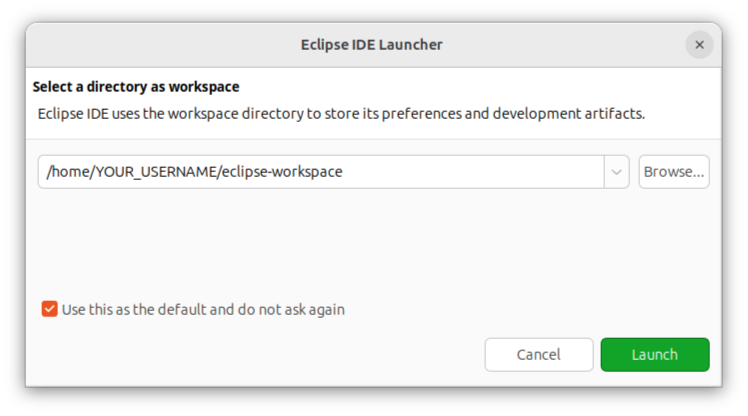 Eclipse IDE Launcher
Select a directory as workspace
Eclipse IDE uses the workspace directory to store its preferences and development artifacts.
/home/YOUR_USERNAME/eclipse-workspace Browse...
Use this as the default and do not ask again
Cancel Launch